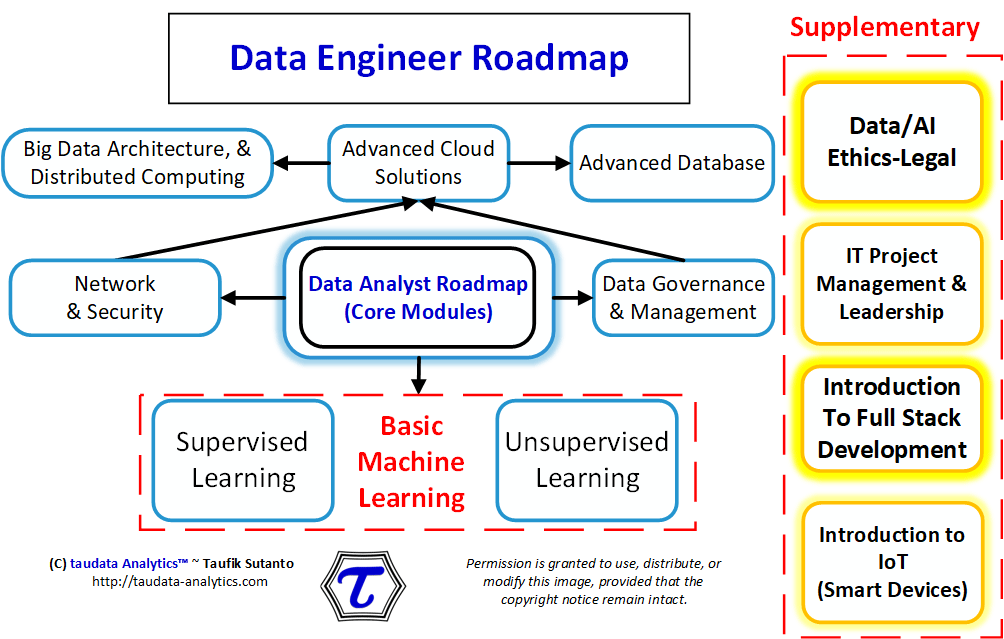 Data Engineer Roadmap
Supplementary
Big Data Architecture, &
Distributed Computing
Advanced Cloud
Solutions
Advanced Database
Network
& Security
Data Analyst Roadmap
(Core Modules)
Data Governance
& Management
Supervised
Learning
Basic
Machine
Learning
Unsupervised
Learning
Data/AI
Ethics-Legal
IT Project
Management &
Leadership
Introduction
To Full Stack
Development
Introduction to
IoT
(Smart Devices)
(C) taudata Analytics™ ~ Taufik Sutanto
http://taudata-analytics.com
τ
Permission is granted to use, distribute, or
modify this image, provided that the
copyright notice remain intact.